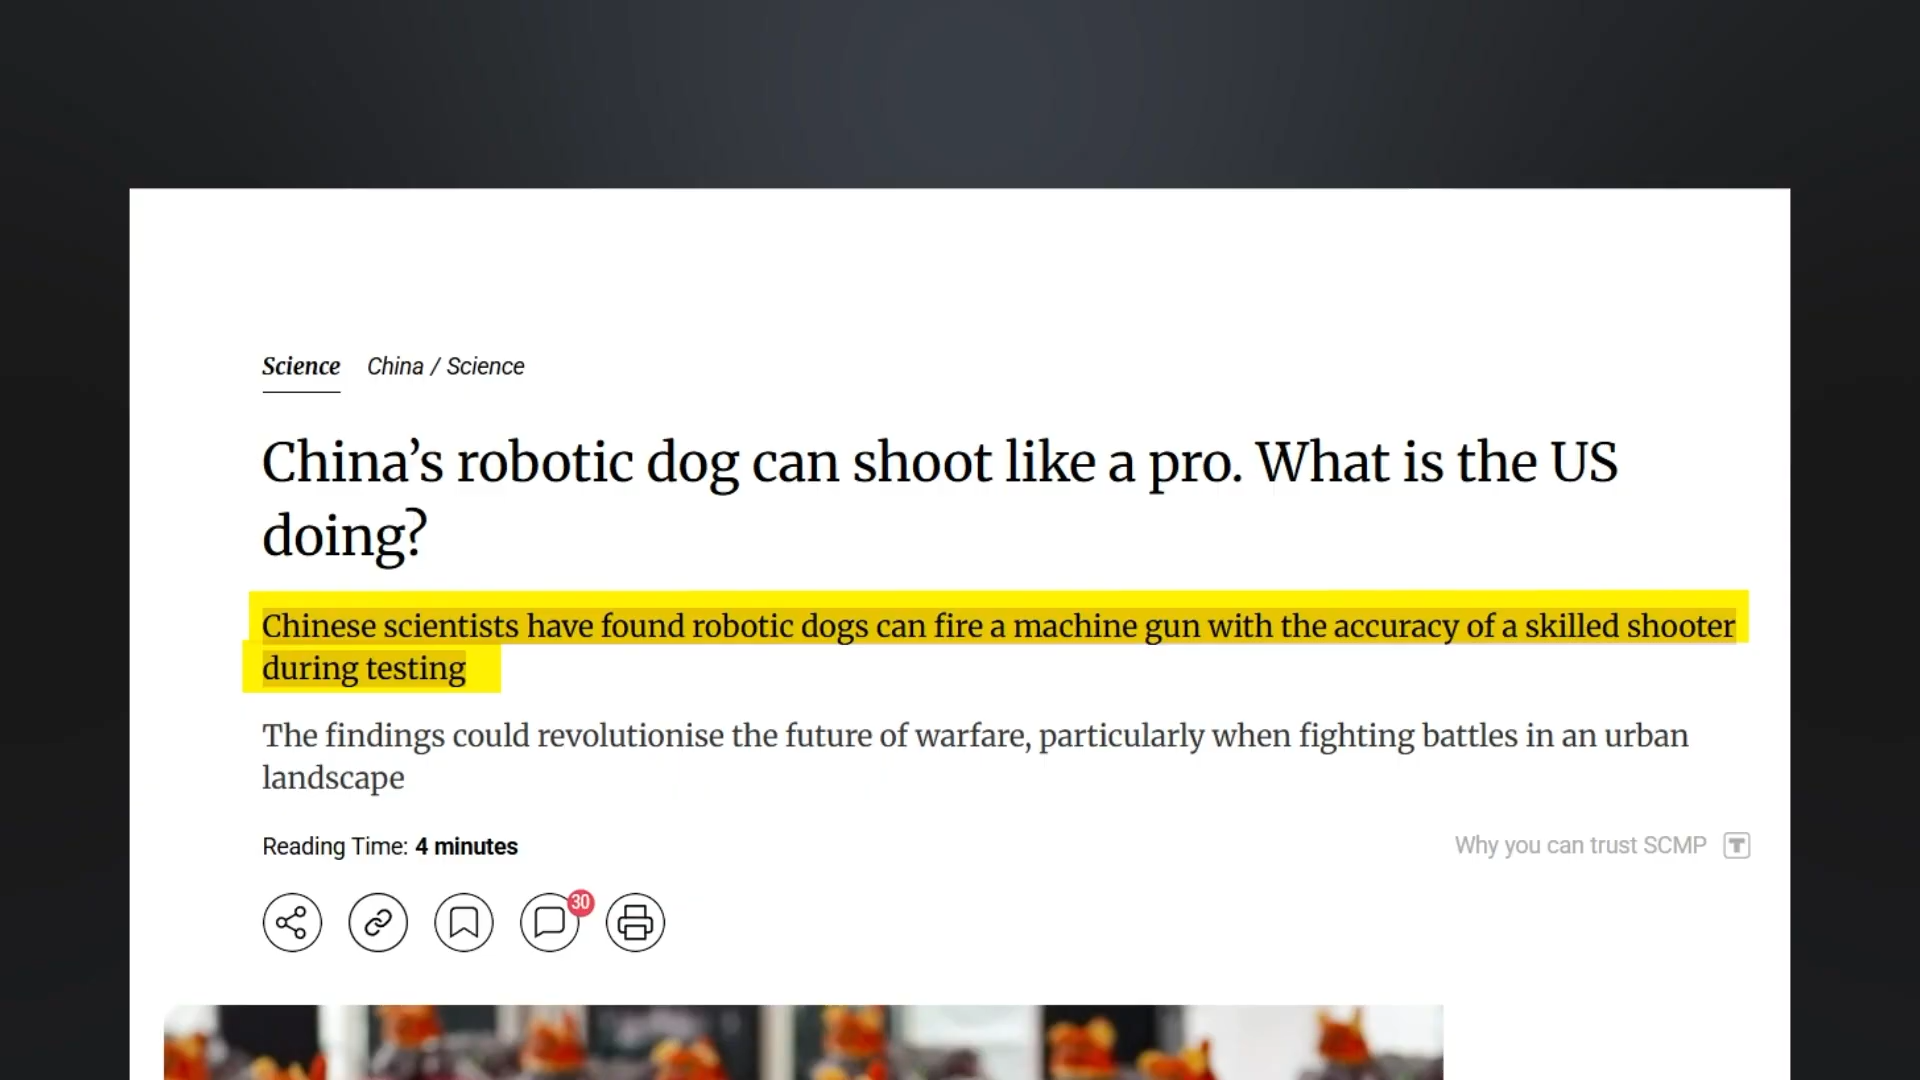 Science China / Science
China’s robotic dog can shoot like a pro. What is the US
doing?
Chinese scientists have found robotic dogs can fire a machine gun with the accuracy of a skilled shooter
during testing
The findings could revolutionise the future of warfare, particularly when fighting battles in an urban
landscape
Reading Time: 4 minutes
Why you can trust SCMP T
30